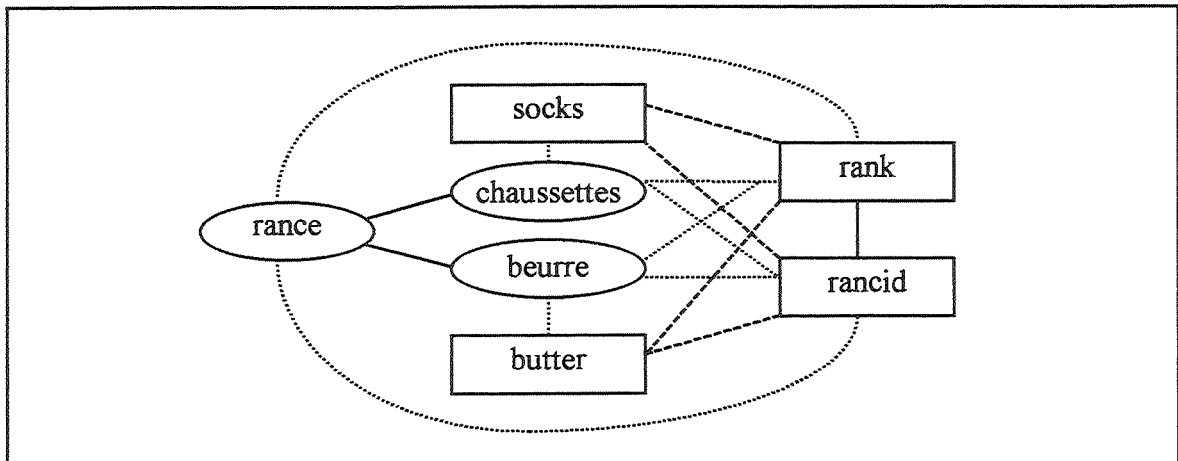 socks
rank
chaussettes
rance
beurre
rancid
butter